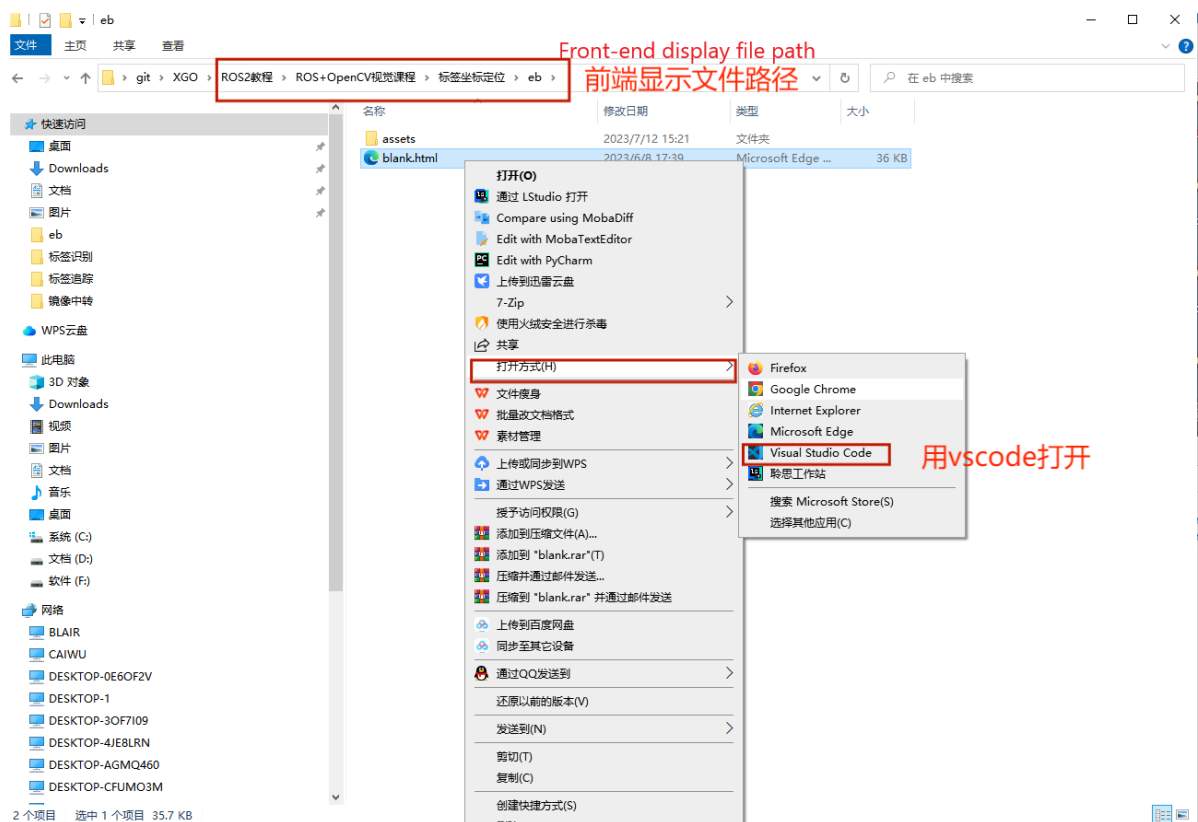 eb
文件 主页 共享 查看
Front-end display file path
git › XGO › ROS2教程 › ROS+OpenCV视觉课程 › 标签坐标定位 › eb ›
前端显示文件路径
在 eb 中搜索
名称 修改日期 类型 大小
快速访问
桌面
Downloads
文档
图片
eb
标签识别
标签追踪
镜像中转
WPS云盘
此电脑
3D 对象
Downloads
视频
图片
文档
音乐
桌面
系统 (C:)
文档 (D:)
软件 (F:)
网络
BLAIR
CAIWU
DESKTOP-0E6OF2V
DESKTOP-1
DESKTOP-3OF7I09
DESKTOP-4JE8LRN
DESKTOP-AGMQ460
DESKTOP-CFUMO3M
assets 2023/7/12 15:21 文件夹
blank.html 2023/6/8 17:39 Microsoft Edge ... 36 KB
打开(O)
通过 LStudio 打开
Compare using MobaDiff
Edit with MobaTextEditor
Edit with PyCharm
上传到迅雷云盘
7-Zip
使用火绒安全进行杀毒
共享
打开方式(H)
文件瘦身
批量改文档格式
素材管理
上传或同步到WPS
通过WPS发送
授予访问权限(G)
添加到压缩文件(A)...
添加到 "blank.rar"(T)
压缩并通过邮件发送...
压缩到 "blank.rar" 并通过邮件发送
上传到百度网盘
同步至其它设备
通过QQ发送到
还原以前的版本(V)
发送到(N)
剪切(T)
复制(C)
创建快捷方式(S)
Firefox
Google Chrome
Internet Explorer
Microsoft Edge
Visual Studio Code
聆思工作站
搜索 Microsoft Store(S)
选择其他应用(C)
用vscode打开
2 个项目 选中 1 个项目 35.7 KB